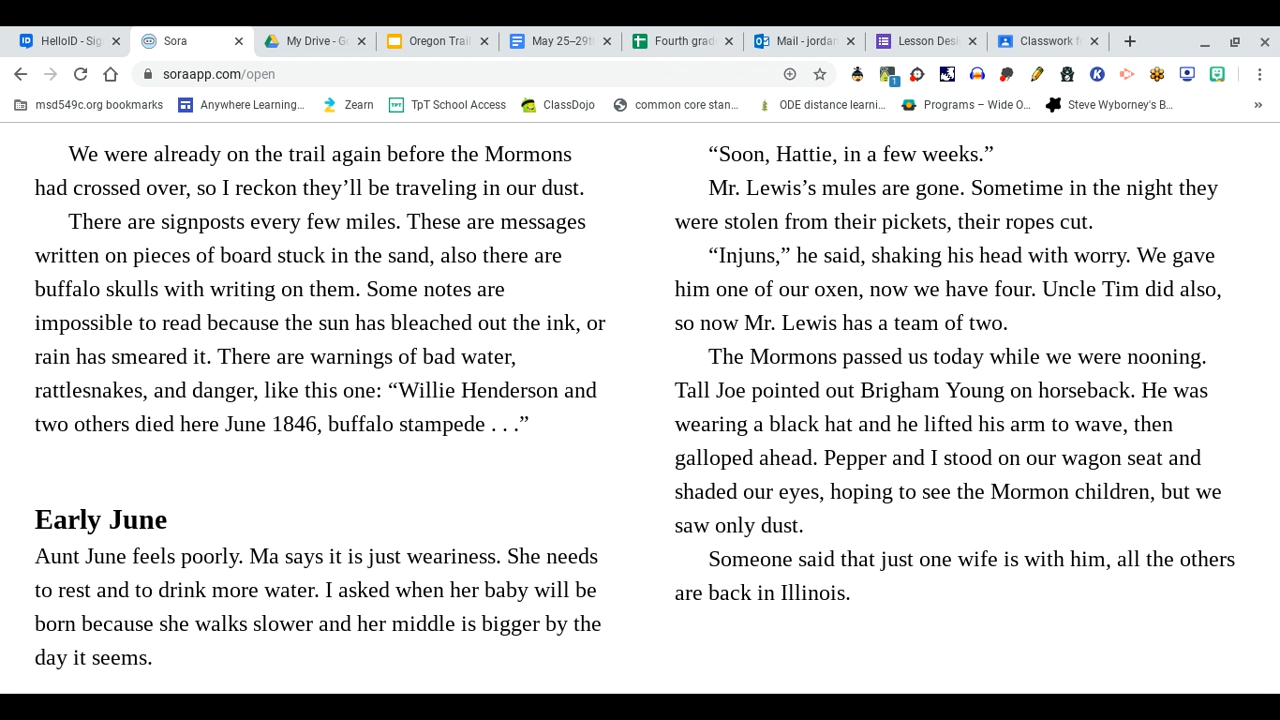 HelloID - Sig
Sora
My Drive - Go
Oregon Trail
May 25–29th
Fourth grad
Mail - jordan
Lesson Desi
Classwork f
soraapp.com/open
1
msd549c.org bookmarks
Anywhere Learning...
Zearn
TpT School Access
ClassDojo
common core stan...
ODE distance learni...
Programs – Wide O...
Steve Wyborney's B...
»
We were already on the trail again before the Mormons
had crossed over, so I reckon they’ll be traveling in our dust.
There are signposts every few miles. These are messages
written on pieces of board stuck in the sand, also there are
buffalo skulls with writing on them. Some notes are
impossible to read because the sun has bleached out the ink, or
rain has smeared it. There are warnings of bad water,
rattlesnakes, and danger, like this one: “Willie Henderson and
two others died here June 1846, buffalo stampede . . .”
Early June
Aunt June feels poorly. Ma says it is just weariness. She needs
to rest and to drink more water. I asked when her baby will be
born because she walks slower and her middle is bigger by the
day it seems.
“Soon, Hattie, in a few weeks.”
Mr. Lewis’s mules are gone. Sometime in the night they
were stolen from their pickets, their ropes cut.
“Injuns,” he said, shaking his head with worry. We gave
him one of our oxen, now we have four. Uncle Tim did also,
so now Mr. Lewis has a team of two.
The Mormons passed us today while we were nooning.
Tall Joe pointed out Brigham Young on horseback. He was
wearing a black hat and he lifted his arm to wave, then
galloped ahead. Pepper and I stood on our wagon seat and
shaded our eyes, hoping to see the Mormon children, but we
saw only dust.
Someone said that just one wife is with him, all the others
are back in Illinois.